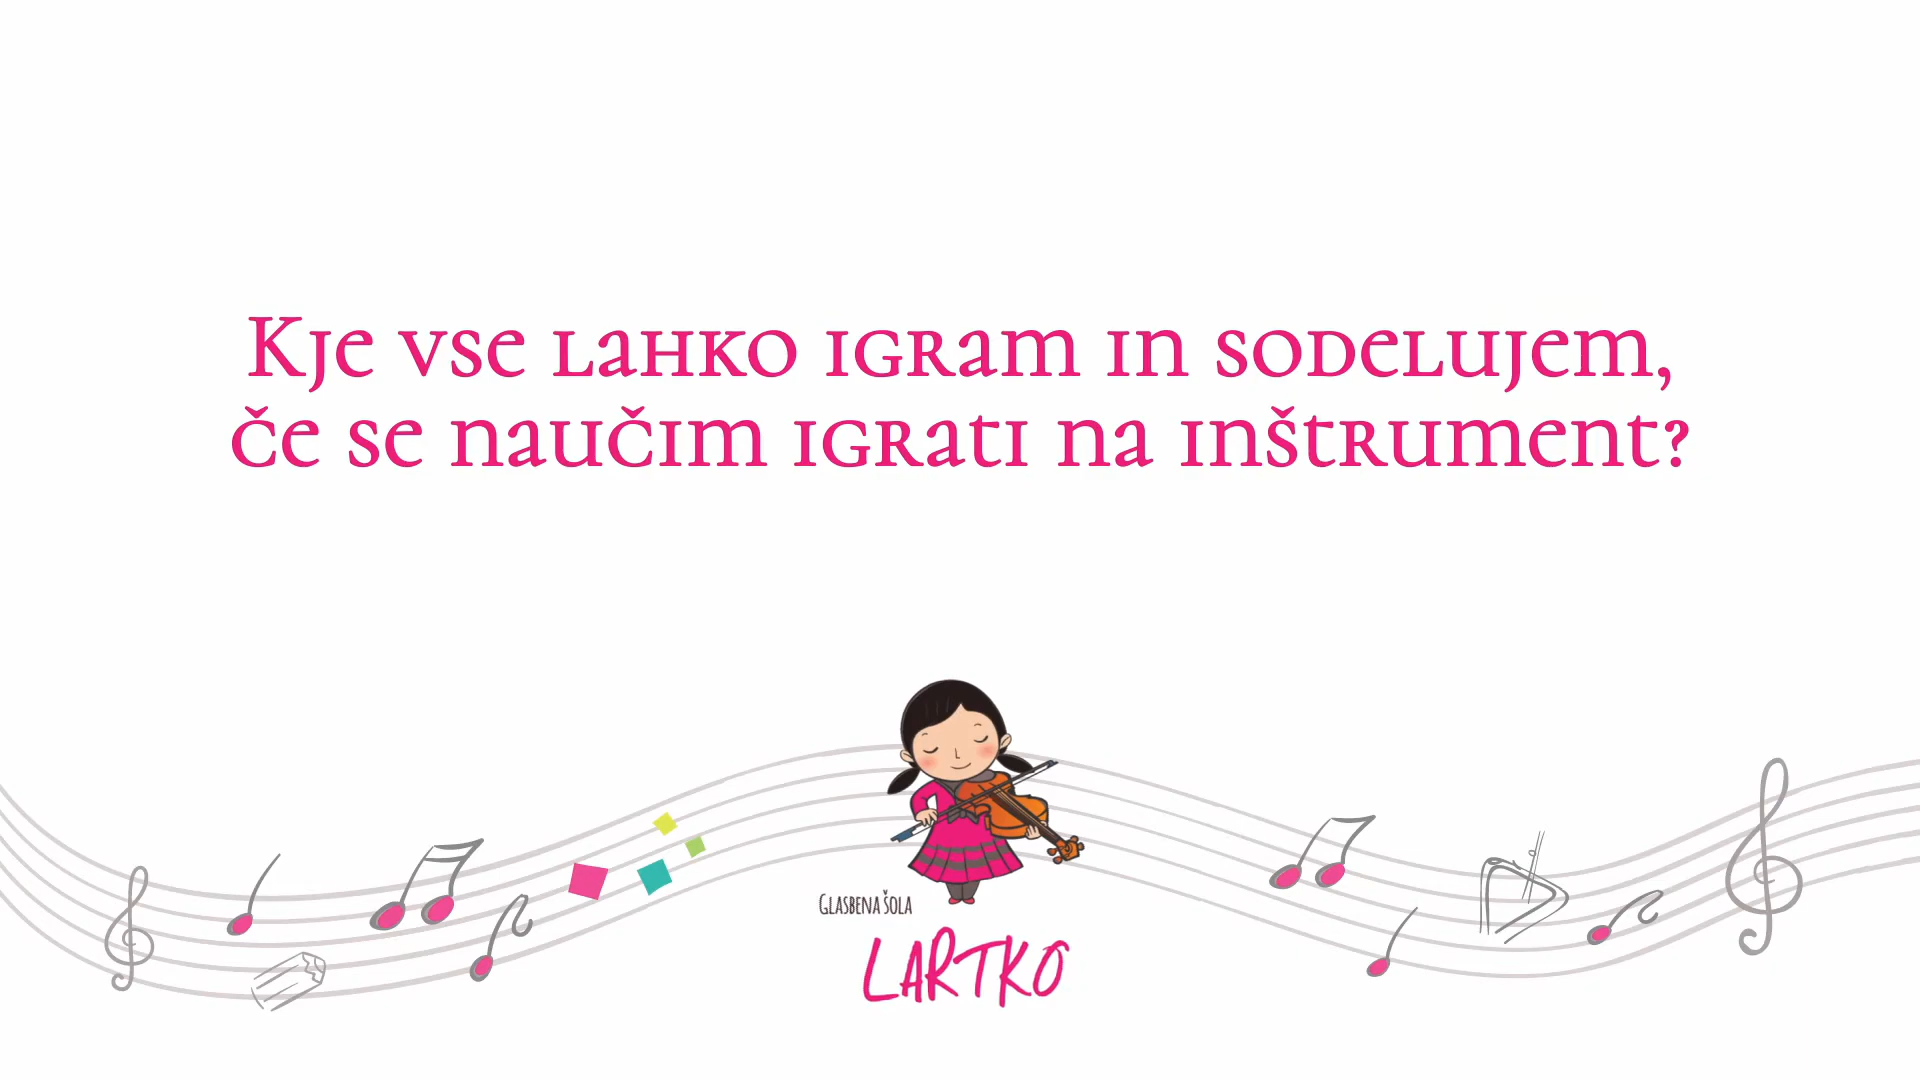 Kje vse lahko igram in sodelujem,
če se naučim igrati na inštrument?
Glasbena šola
LARTKO